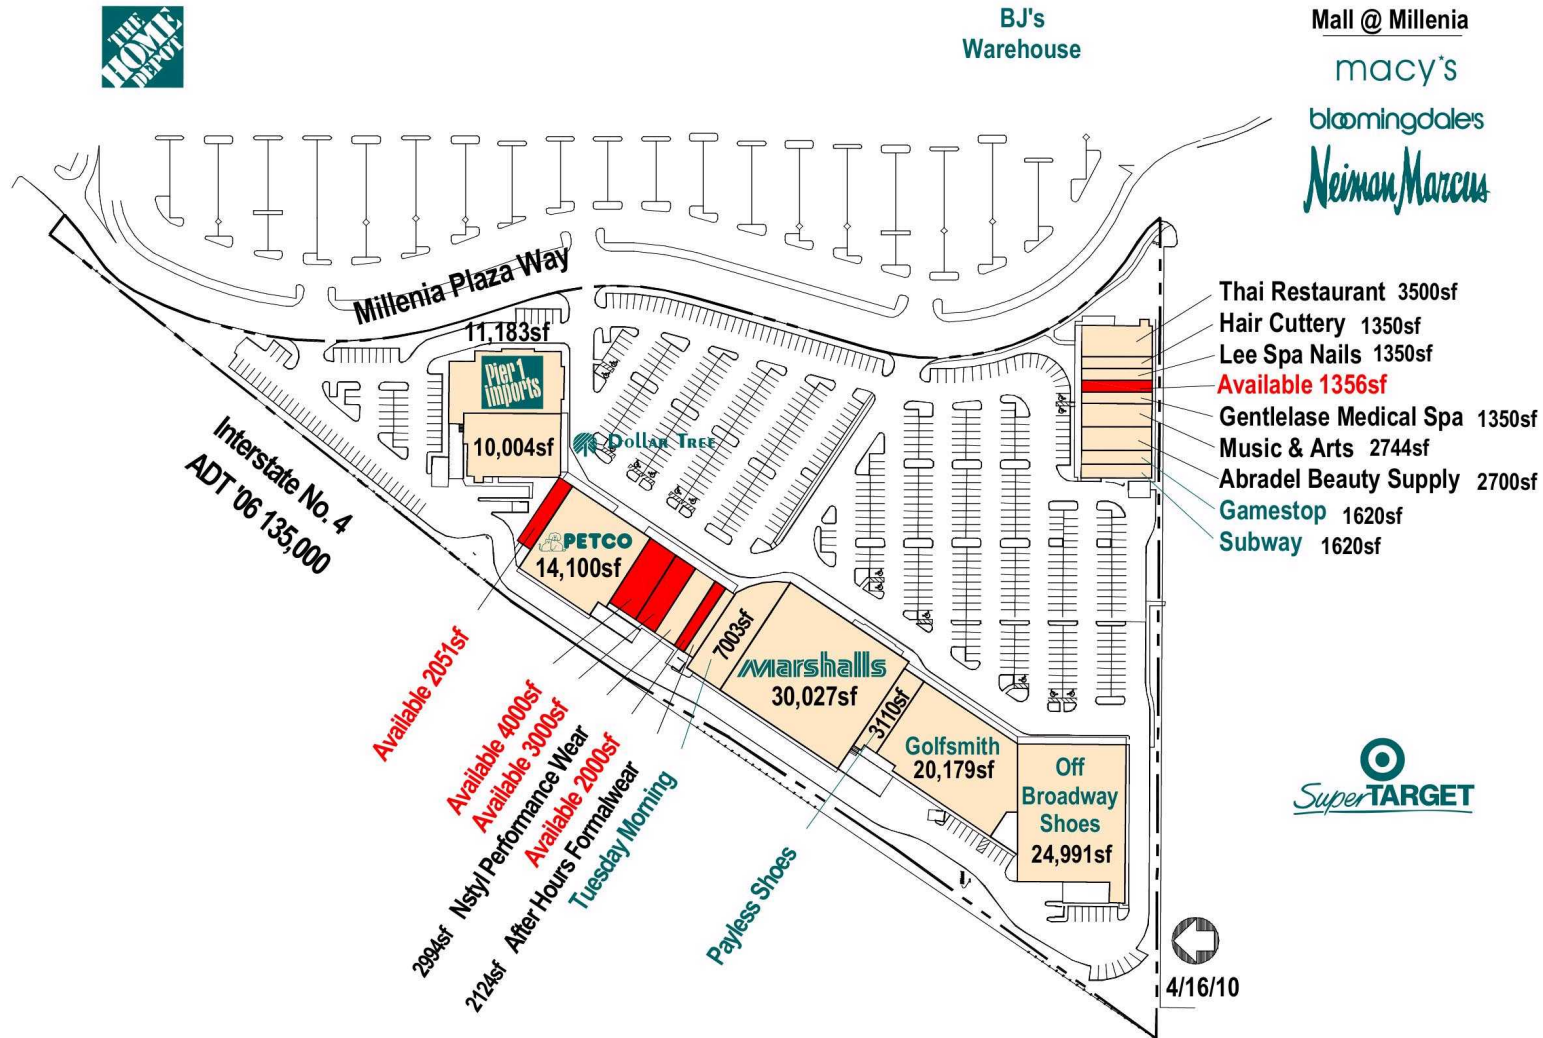 THE
HOME
DEPOT
BJ's
Warehouse
Mall @ Millenia
macy's
bloomingdale's
Neiman Marcus
Millenia Plaza Way
11,183sf
Pier 1
imports
10,004sf
Dollar Tree
Interstate No. 4
ADT '06 135,000
Thai Restaurant 3500sf
Hair Cuttery 1350sf
Lee Spa Nails 1350sf
Available 1356sf
Gentlelase Medical Spa 1350sf
Music & Arts 2744sf
Abradel Beauty Supply 2700sf
Gamestop 1620sf
Subway 1620sf
PETCO
14,100sf
7003sf
Marshalls
30,027sf
3110sf
Golfsmith
20,179sf
Off
Broadway
Shoes
24,991sf
Available 2051sf
Available 4000sf
Available 3000sf
2994sf Nstyl Performance Wear
Available 2000sf
2124sf After Hours Formalwear
Tuesday Morning
Payless Shoes
Super TARGET
4/16/10